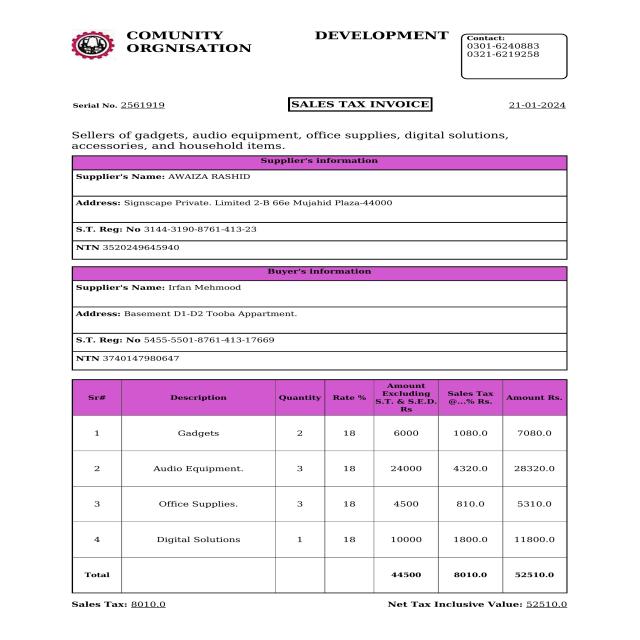 COMUNITY DEVELOPMENT
ORGNISATION
Contact:
0301-6240883
0321-6219258
Serial No. 2561919
SALES TAX INVOICE
21-01-2024
Sellers of gadgets, audio equipment, office supplies, digital solutions,
accessories, and household items.
Supplier's information
Supplier's Name: AWAIZA RASHID
Address: Signscape Private. Limited 2-B 66e Mujahid Plaza-44000
S.T. Reg: No 3144-3190-8761-413-23
NTN 3520249645940
Buyer's information
Supplier's Name: Irfan Mehmood
Address: Basement D1-D2 Tooba Appartment.
S.T. Reg: No 5455-5501-8761-413-17669
NTN 3740147980647
Sr# Description Quantity Rate % Amount Excluding S.T. & S.E.D. Rs Sales Tax @...% Rs. Amount Rs.
1 Gadgets 2 18 6000 1080.0 7080.0
2 Audio Equipment. 3 18 24000 4320.0 28320.0
3 Office Supplies. 3 18 4500 810.0 5310.0
4 Digital Solutions 1 18 10000 1800.0 11800.0
Total 44500 8010.0 52510.0
Sales Tax: 8010.0
Net Tax Inclusive Value: 52510.0